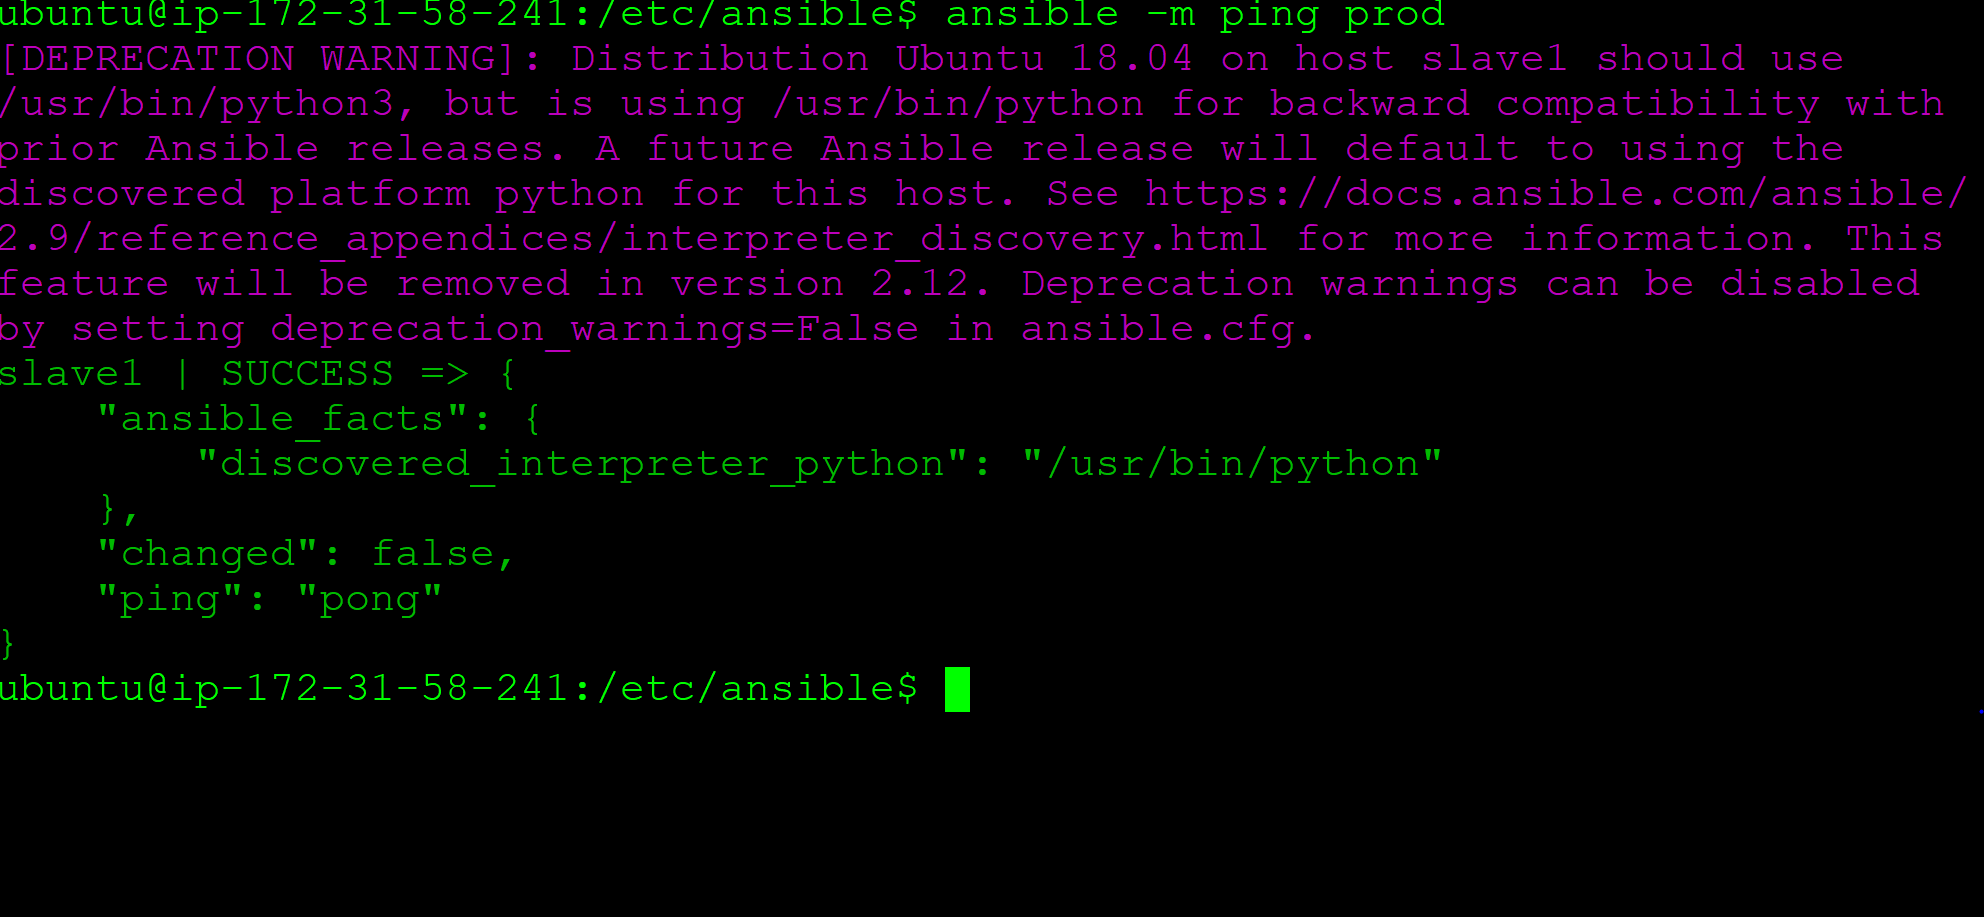 ubuntu@ip-172-31-58-241:/etc/ansible$ ansible -m ping prod
[DEPRECATION WARNING]: Distribution Ubuntu 18.04 on host slave1 should use
/usr/bin/python3, but is using /usr/bin/python for backward compatibility with
prior Ansible releases. A future Ansible release will default to using the
discovered platform python for this host. See https://docs.ansible.com/ansible/
2.9/reference_appendices/interpreter_discovery.html for more information. This
feature will be removed in version 2.12. Deprecation warnings can be disabled
by setting deprecation_warnings=False in ansible.cfg.
slave1 | SUCCESS => {
    "ansible_facts": {
        "discovered_interpreter_python": "/usr/bin/python"
    },
    "changed": false,
    "ping": "pong"
}
ubuntu@ip-172-31-58-241:/etc/ansible$